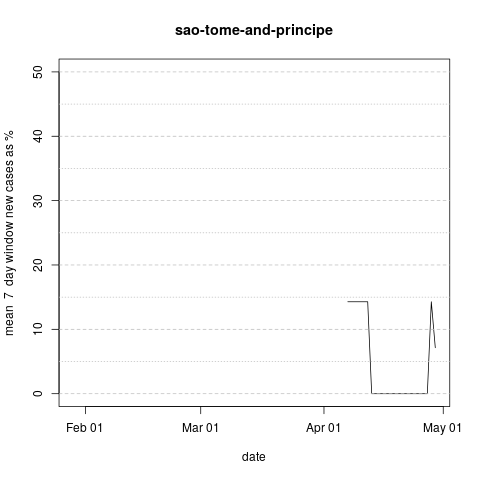 sao-tome-and-principe
mean  7  day window new cases as %
50
40
30
20
10
0
Feb 01
Mar 01
Apr 01
May 01
date